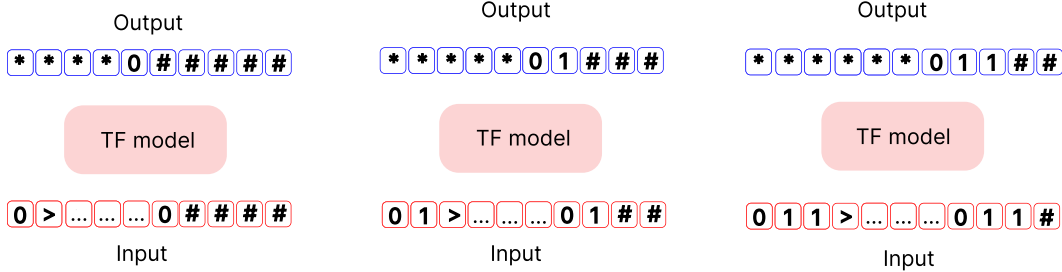 Output
* * * * 0 # # # # #
TF model
0 > ... ... ... 0 # # # #
Input
Output
* * * * * 0 1 # # #
TF model
0 1 > ... ... ... 0 1 # #
Input
Output
* * * * * * 0 1 1 # #
TF model
0 1 1 > ... ... ... 0 1 1 #
Input